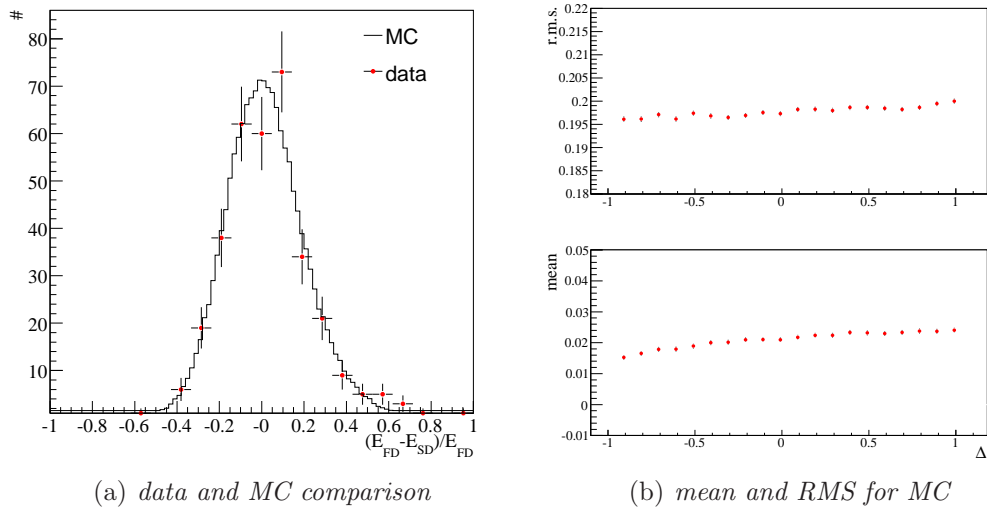 #
80
70
60
50
40
30
20
10
-1 -0.8 -0.6 -0.4 -0.2 -0 0.2 0.4 0.6 0.8 1
(E_FD-E_SD)/E_FD
MC
data
(a) data and MC comparison
r.m.s.
0.22
0.215
0.21
0.205
0.2
0.195
0.19
0.185
0.18
-1 -0.5 0 0.5 1
mean
0.05
0.04
0.03
0.02
0.01
0
-0.01
-1 -0.5 0 0.5 1
Δ
(b) mean and RMS for MC